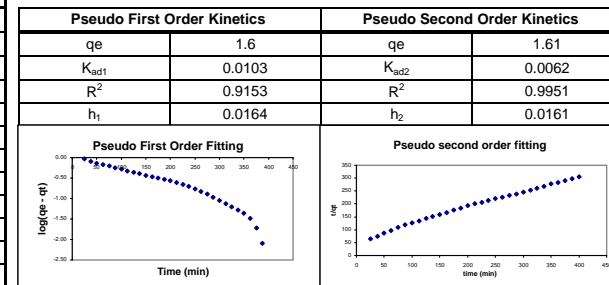 Pseudo First Order Kinetics Pseudo Second Order Kinetics
qe 1.6 qe 1.61
Kad1 0.0103 Kad2 0.0062
R2 0.9153 R2 0.9951
h1 0.0164 h2 0.0161
Pseudo First Order Fitting
0.00
-0.50
-1.00
-1.50
-2.00
-2.50
0 50 100 150 200 250 300 350 400 450
log(qe - qt)
Time (min)
Pseudo second order fitting
350
300
250
200
150
100
50
0
0 50 100 150 200 250 300 350 400 45
t/qt
time (min)